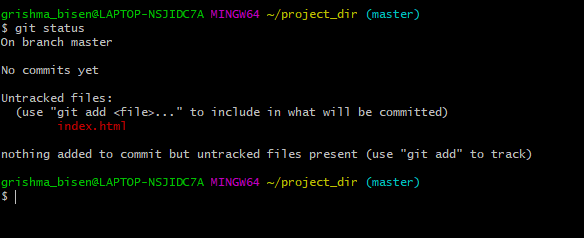 grishma_bisen@LAPTOP-NSJIDC7A MINGW64 ~/project_dir (master)
$ git status
On branch master
No commits yet
Untracked files:
(use "git add <file>..." to include in what will be committed)
index.html
nothing added to commit but untracked files present (use "git add" to track)
grishma_bisen@LAPTOP-NSJIDC7A MINGW64 ~/project_dir (master)
$